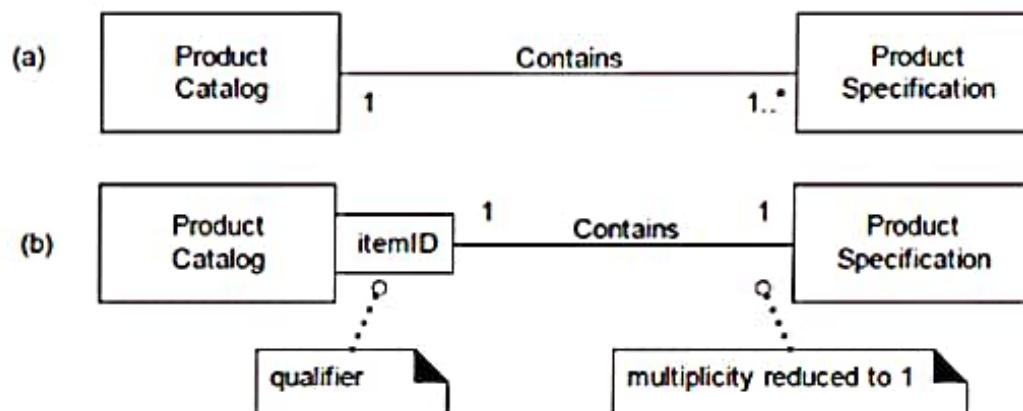 (a)
Product
Catalog
Contains
1
1..*
Product
Specification
(b)
Product
Catalog
itemID
1
Contains
1
Product
Specification
qualifier
multiplicity reduced to 1